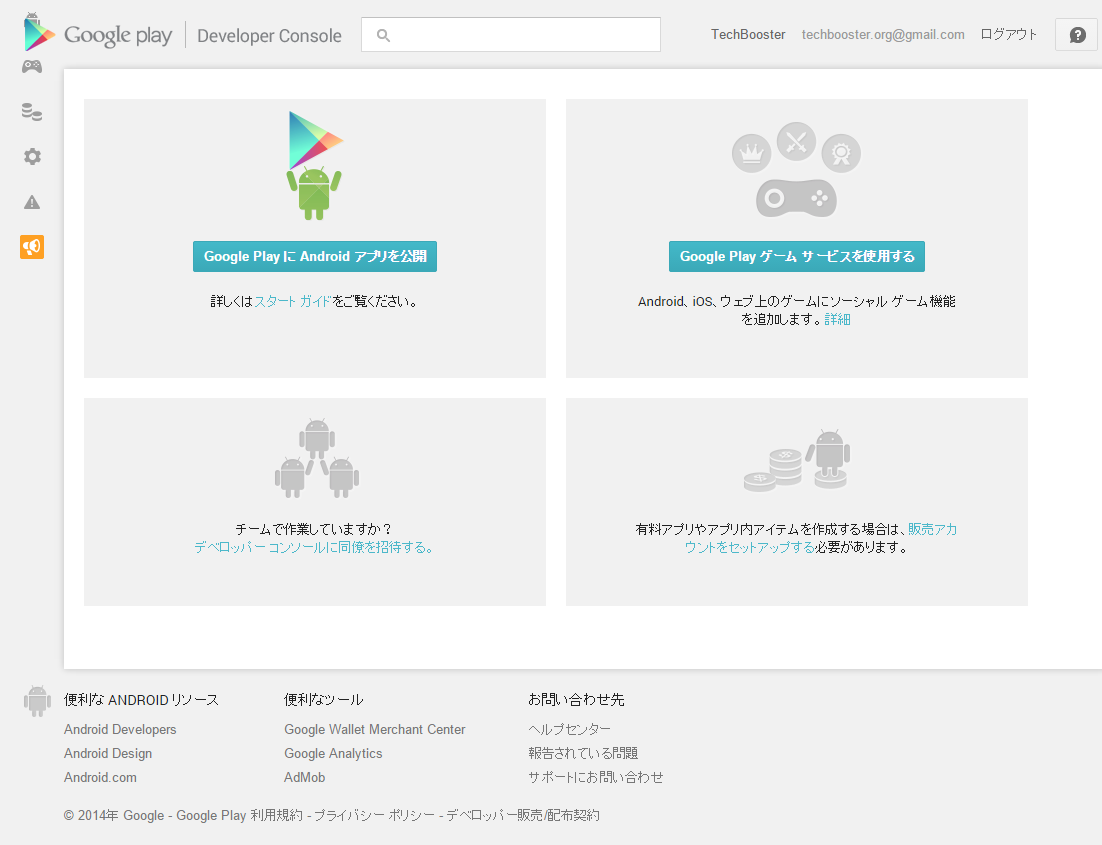 Google play Developer Console
TechBooster techbooster.org@gmail.com ログアウト
Google Play に Android アプリを公開
詳しくはスタート ガイドをご覧ください。
Google Play ゲーム サービスを使用する
Android、iOS、ウェブ上のゲームにソーシャル ゲーム機能
を追加します。詳細
チームで作業していますか？
デベロッパー コンソールに同僚を招待する。
有料アプリやアプリ内アイテムを作成する場合は、販売アカ
ウントをセットアップする必要があります。
便利な ANDROID リソース
Android Developers
Android Design
Android.com
便利なツール
Google Wallet Merchant Center
Google Analytics
AdMob
お問い合わせ先
ヘルプセンター
報告されている問題
サポートにお問い合わせ
© 2014年 Google - Google Play 利用規約 - プライバシー ポリシー - デベロッパー販売/配布契約